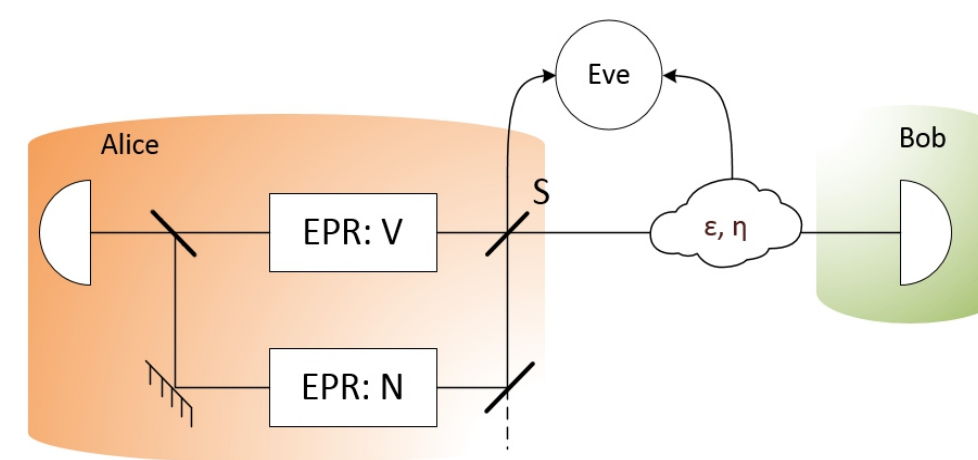 Eve
Alice
Bob
S
EPR: V
ε, η
EPR: N